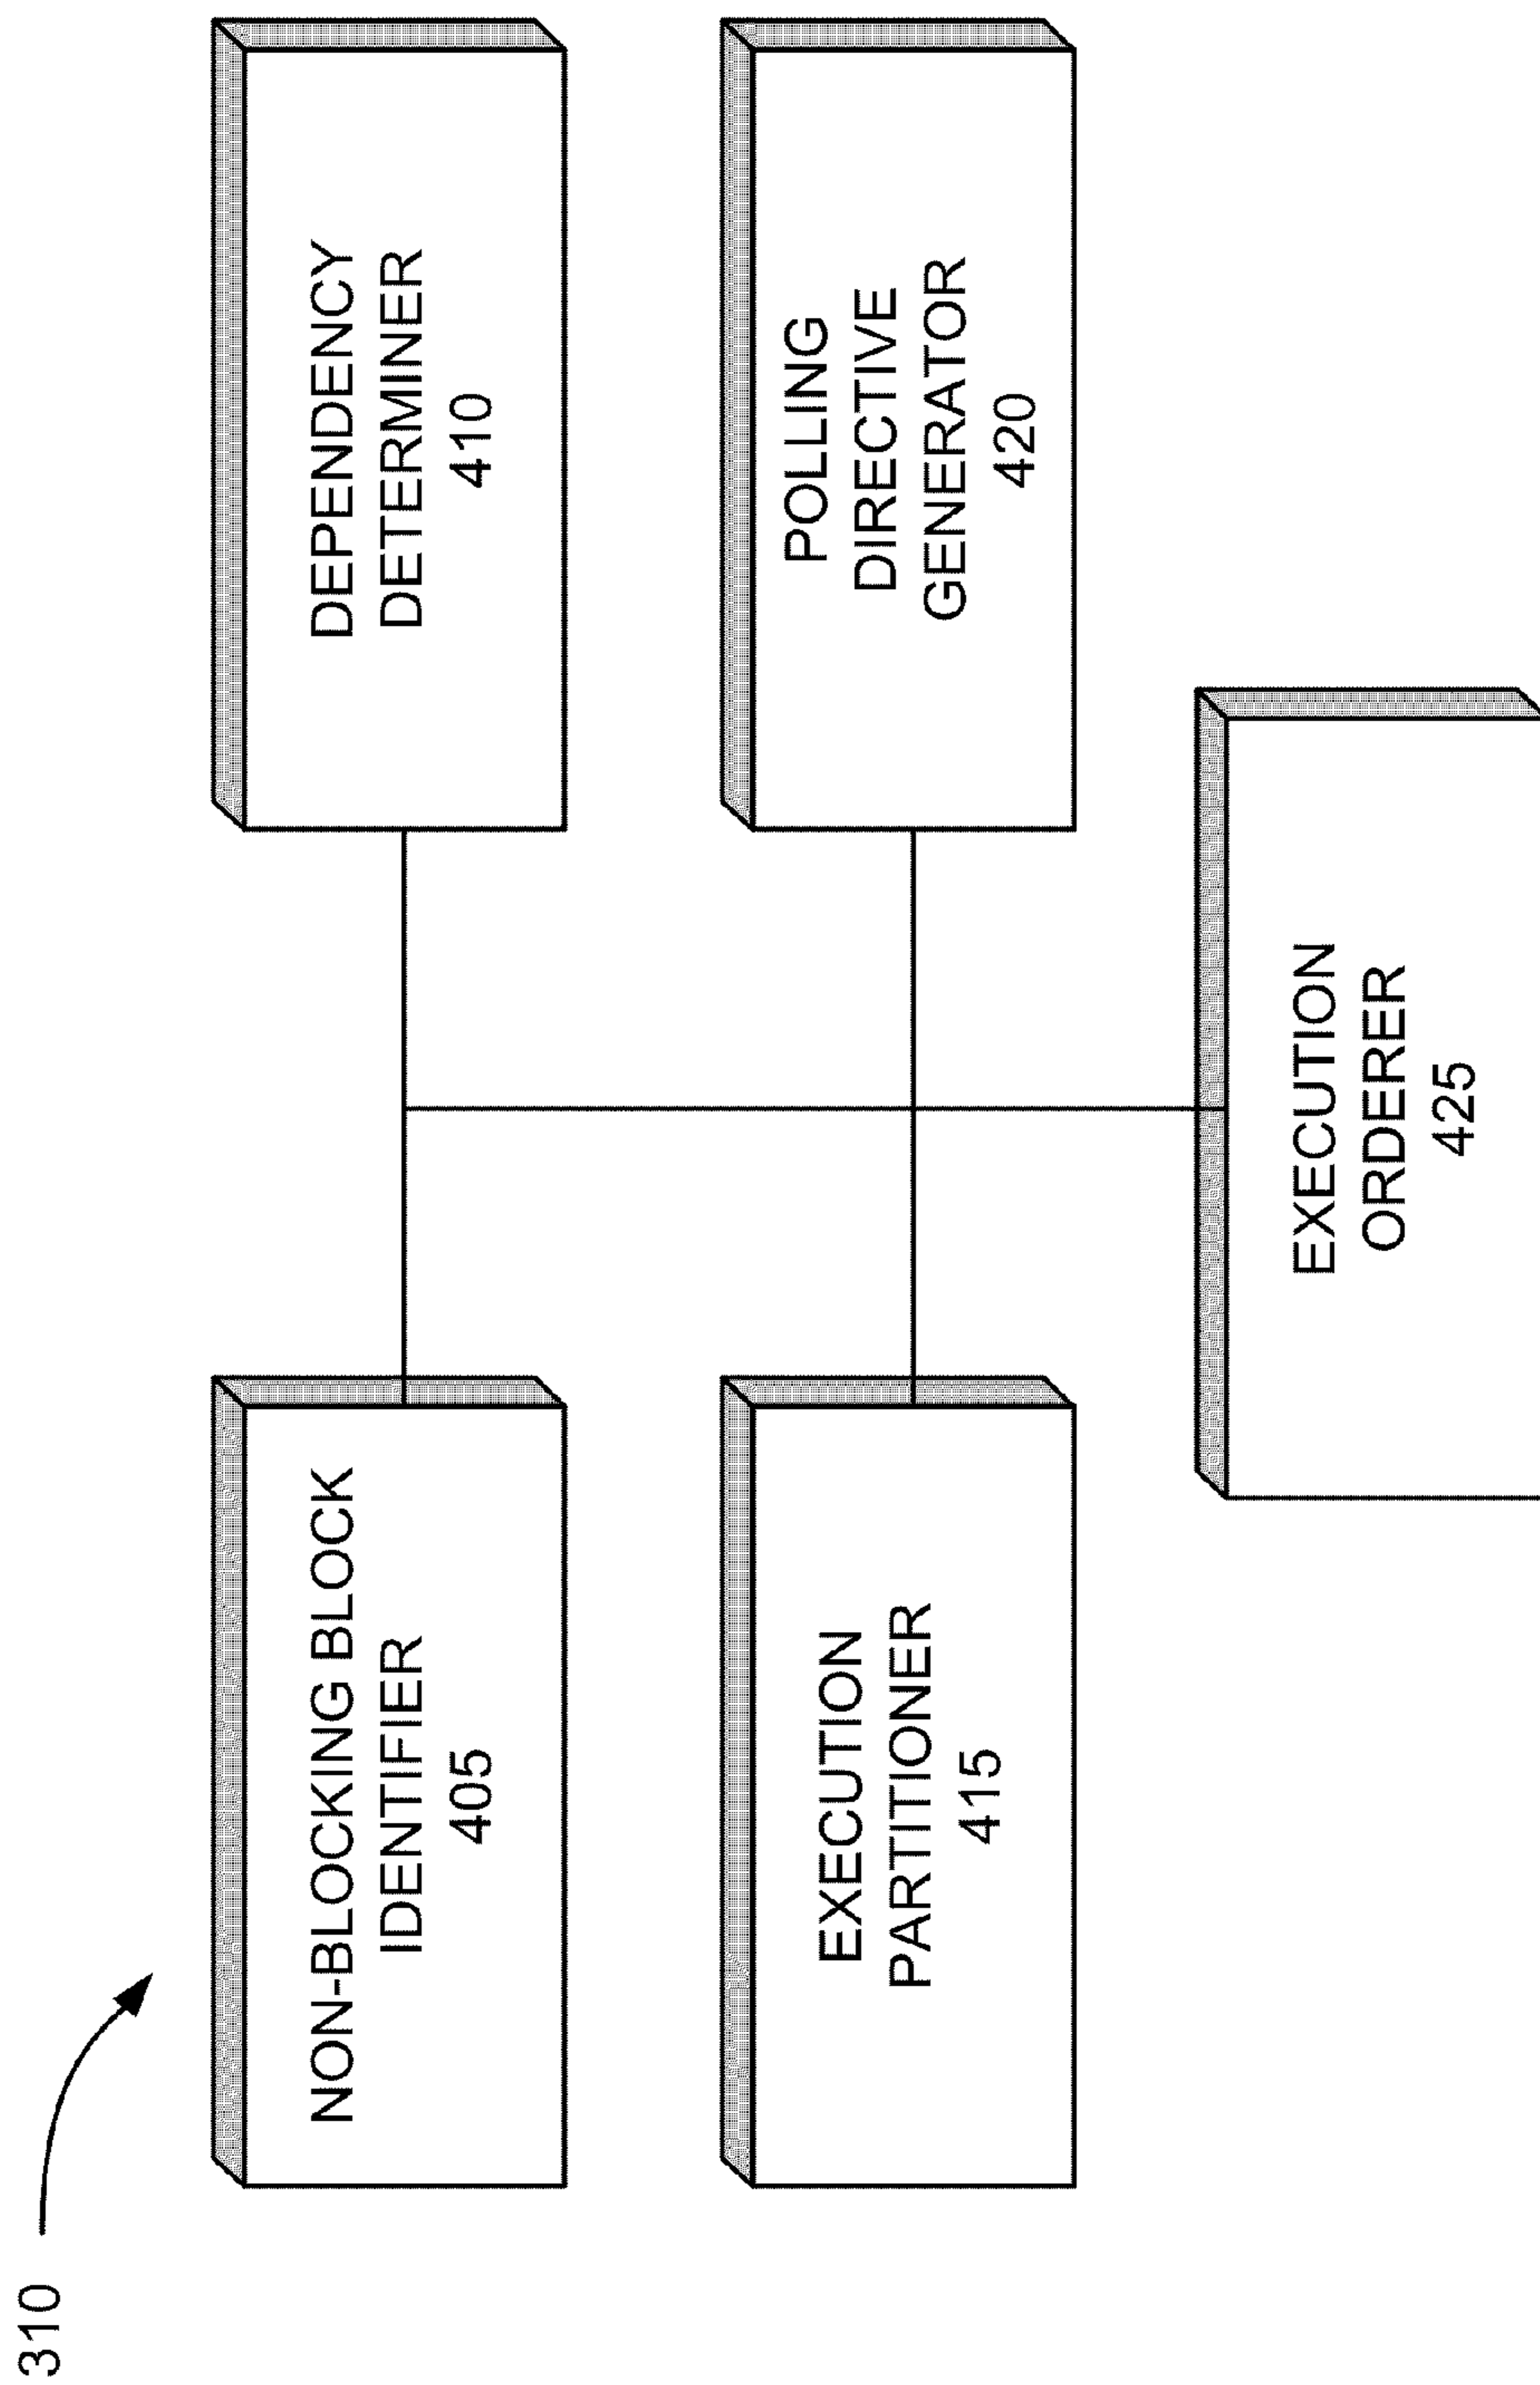 310
NON-BLOCKING BLOCK
IDENTIFIER
405
DEPENDENCY
DETERMINER
410
EXECUTION
PARTITIONER
415
POLLING
DIRECTIVE
GENERATOR
420
EXECUTION
ORDERER
425